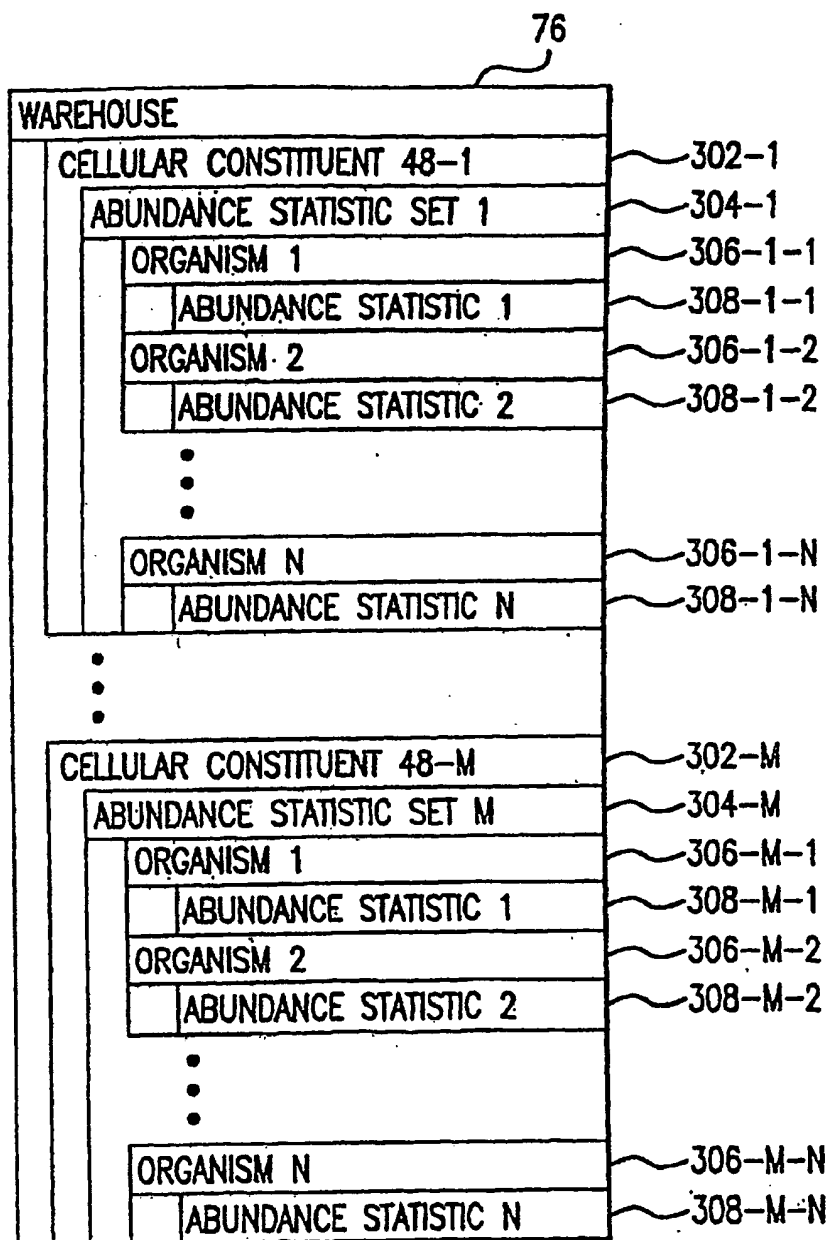 76
WAREHOUSE
CELLULAR CONSTITUENT 48-1 302-1
ABUNDANCE STATISTIC SET 1 304-1
ORGANISM 1 306-1-1
ABUNDANCE STATISTIC 1 308-1-1
ORGANISM 2 306-1-2
ABUNDANCE STATISTIC 2 308-1-2
ORGANISM N 306-1-N
ABUNDANCE STATISTIC N 308-1-N
CELLULAR CONSTITUENT 48-M 302-M
ABUNDANCE STATISTIC SET M 304-M
ORGANISM 1 306-M-1
ABUNDANCE STATISTIC 1 308-M-1
ORGANISM 2 306-M-2
ABUNDANCE STATISTIC 2 308-M-2
ORGANISM N 306-M-N
ABUNDANCE STATISTIC N 308-M-N